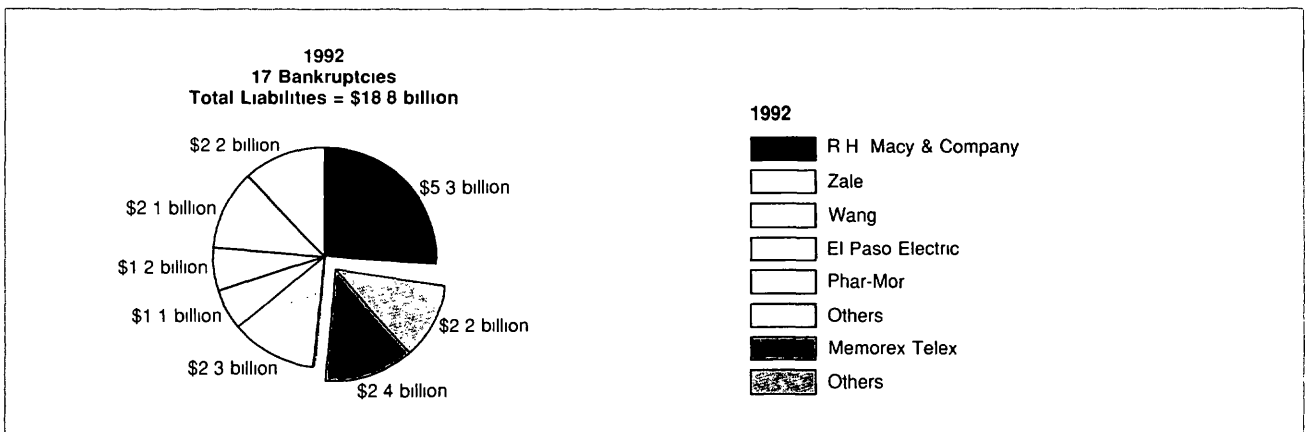 1992
17 Bankruptcies
Total Liabilities = $18 8 billion
$2 2 billion
$5 3 billion
$2 1 billion
$1 2 billion
$1 1 billion
$2 3 billion
$2 2 billion
$2 4 billion
1992
R H Macy & Company
Zale
Wang
El Paso Electric
Phar-Mor
Others
Memorex Telex
Others